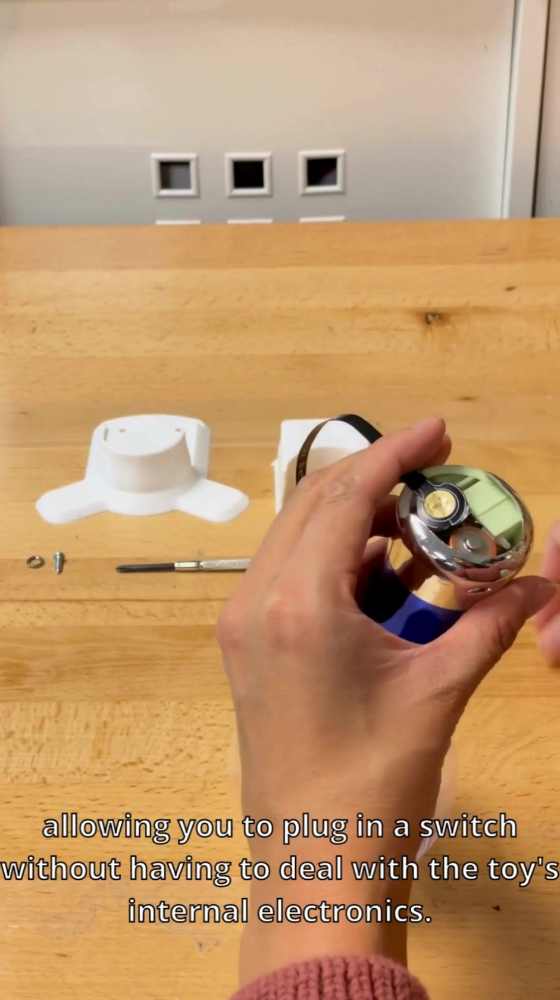 allowing you to plug in a switch
without having to deal with the toy's
internal electronics.